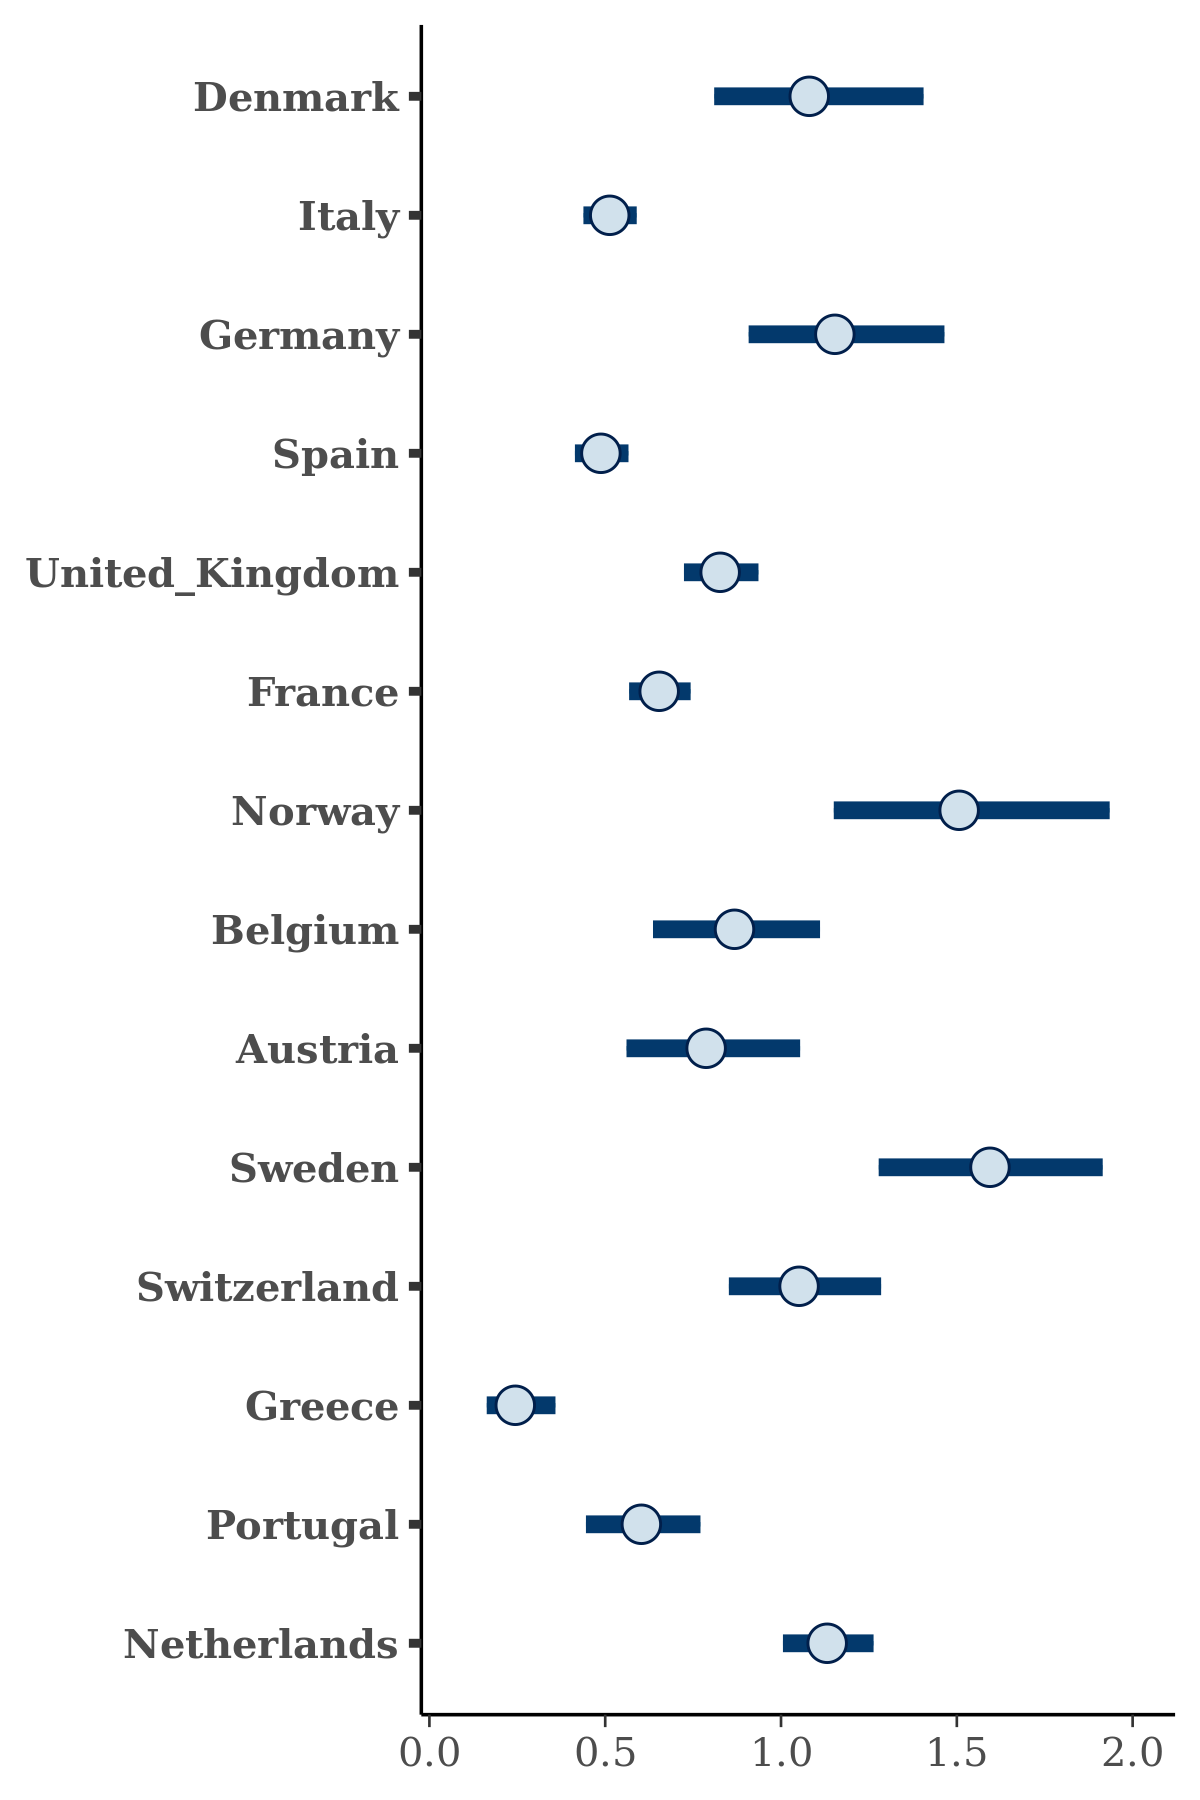 Denmark
Italy
Germany
Spain
United_Kingdom
France
Norway
Belgium
Austria
Sweden
Switzerland
Greece
Portugal
Netherlands
0.0 0.5 1.0 1.5 2.0